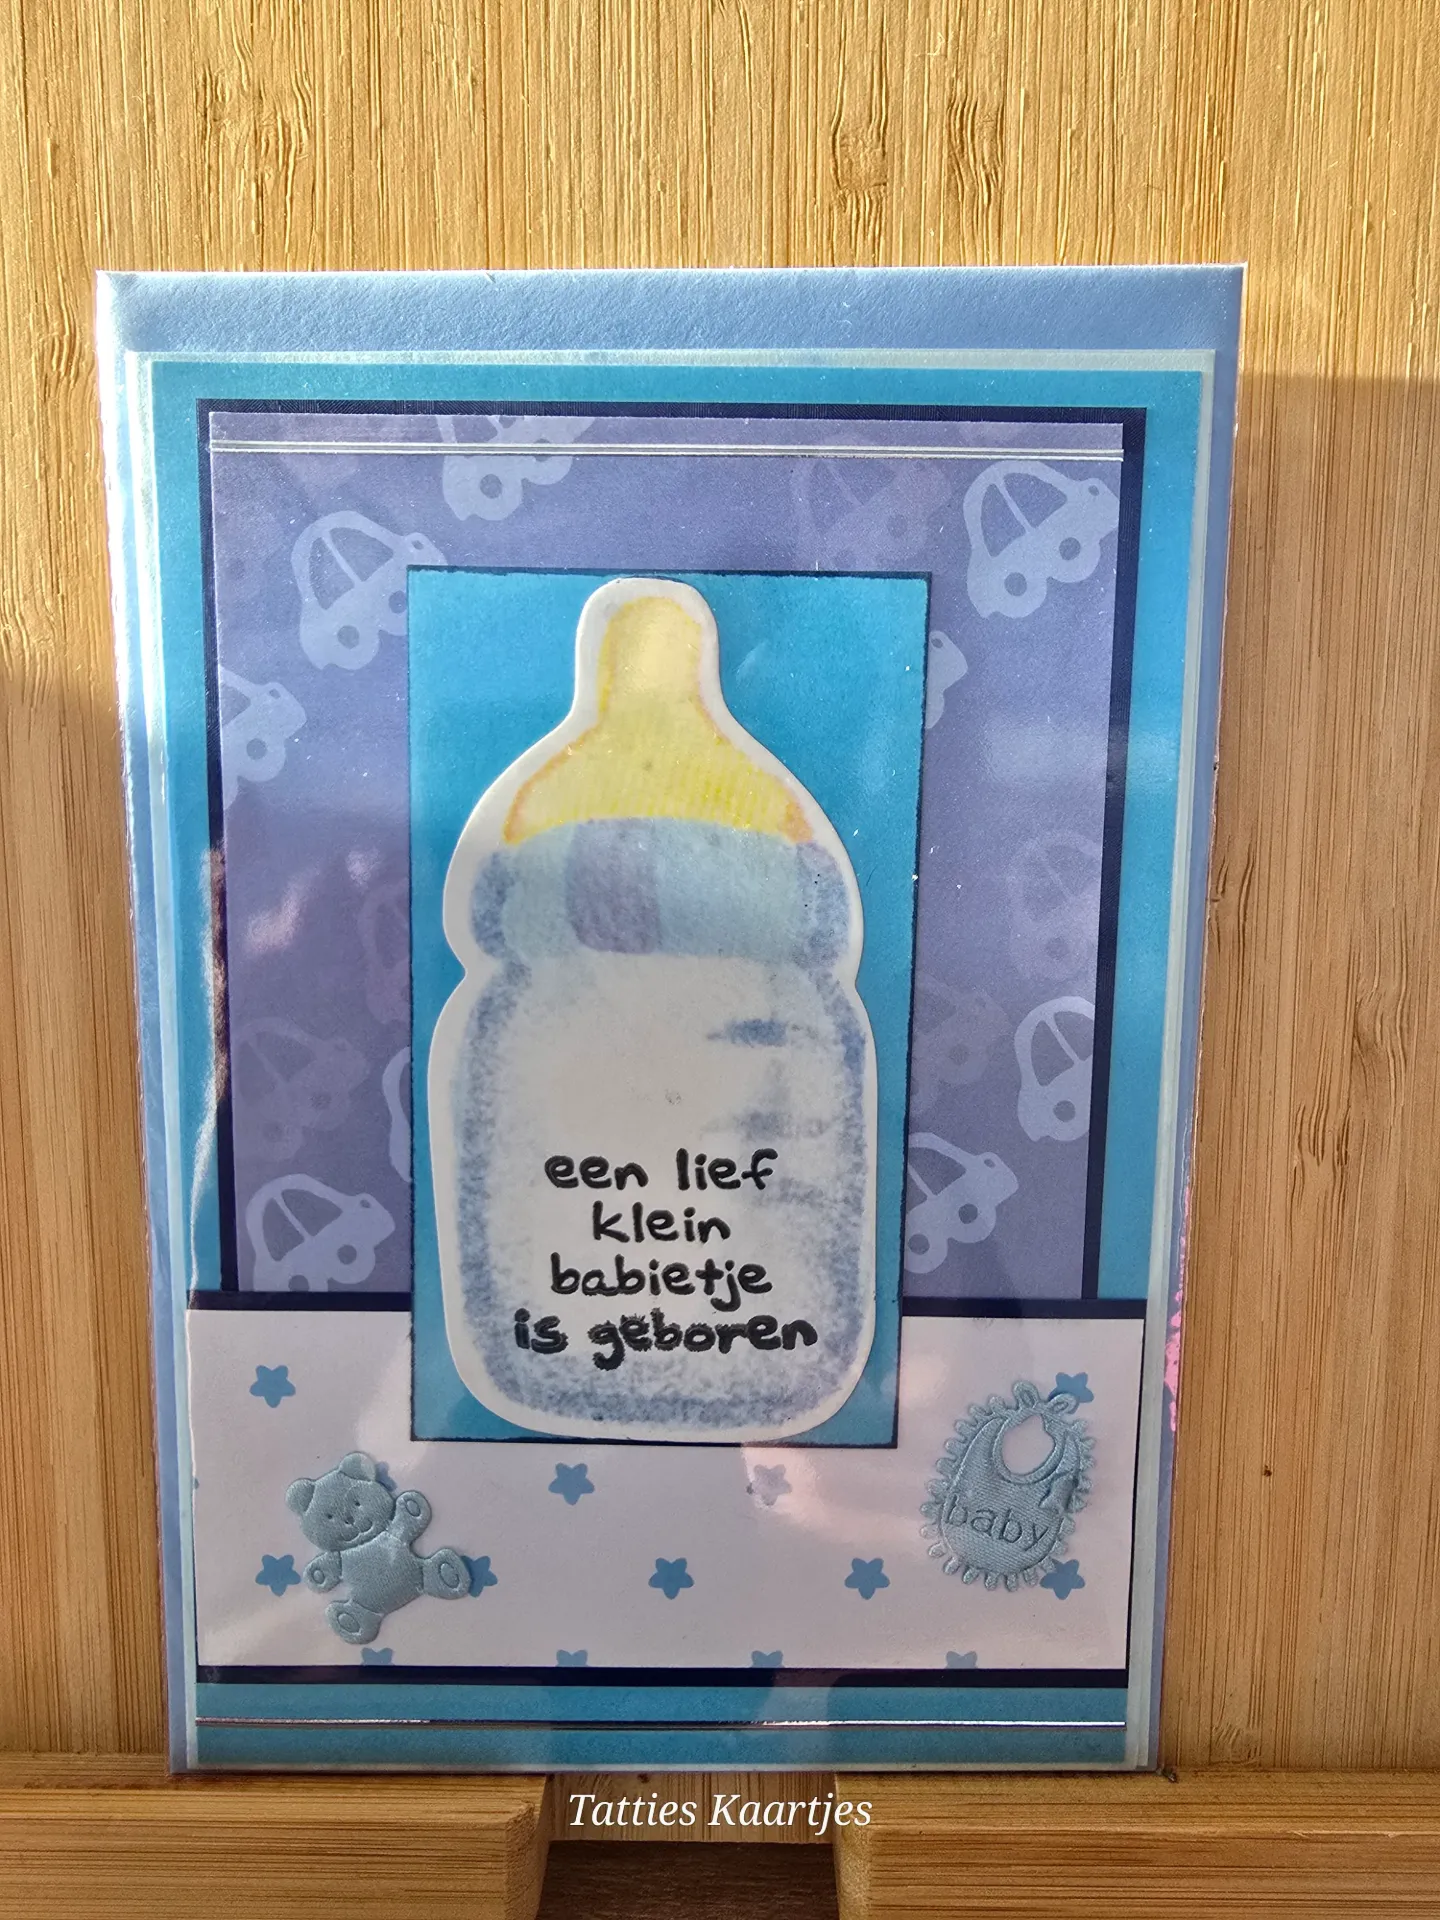 een lief
klein
babietje
is geboren
baby
Tatties Kaartjes